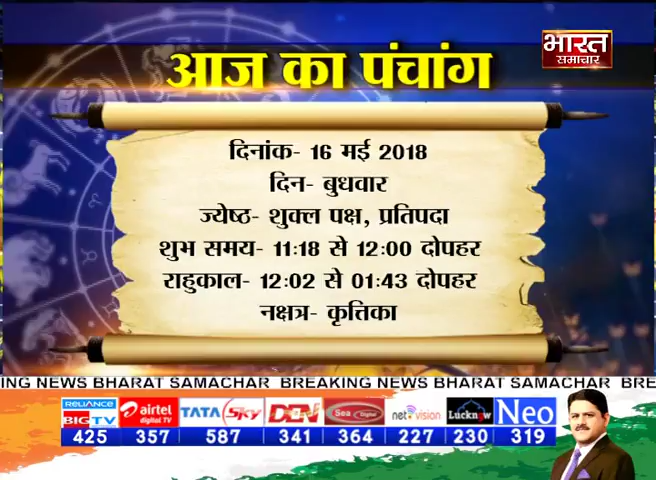 भारत
समाचार
आज का पंचांग
दिनांक- 16 मई 2018
दिन- बुधवार
ज्येष्ठ- शुक्ल पक्ष, प्रतिपदा
शुभ समय- 11:18 से 12:00 दोपहर
राहुकाल- 12:02 से 01:43 दोपहर
नक्षत्र- कृत्तिका
ING NEWS BHARAT SAMACHAR BREAKING NEWS BHARAT SAMACHAR BRE
RELIANCE BIG TV airtel digital TV TATA Sky DEN Sea Digital net vision Lucknow Neo
425 357 587 341 364 227 230 319